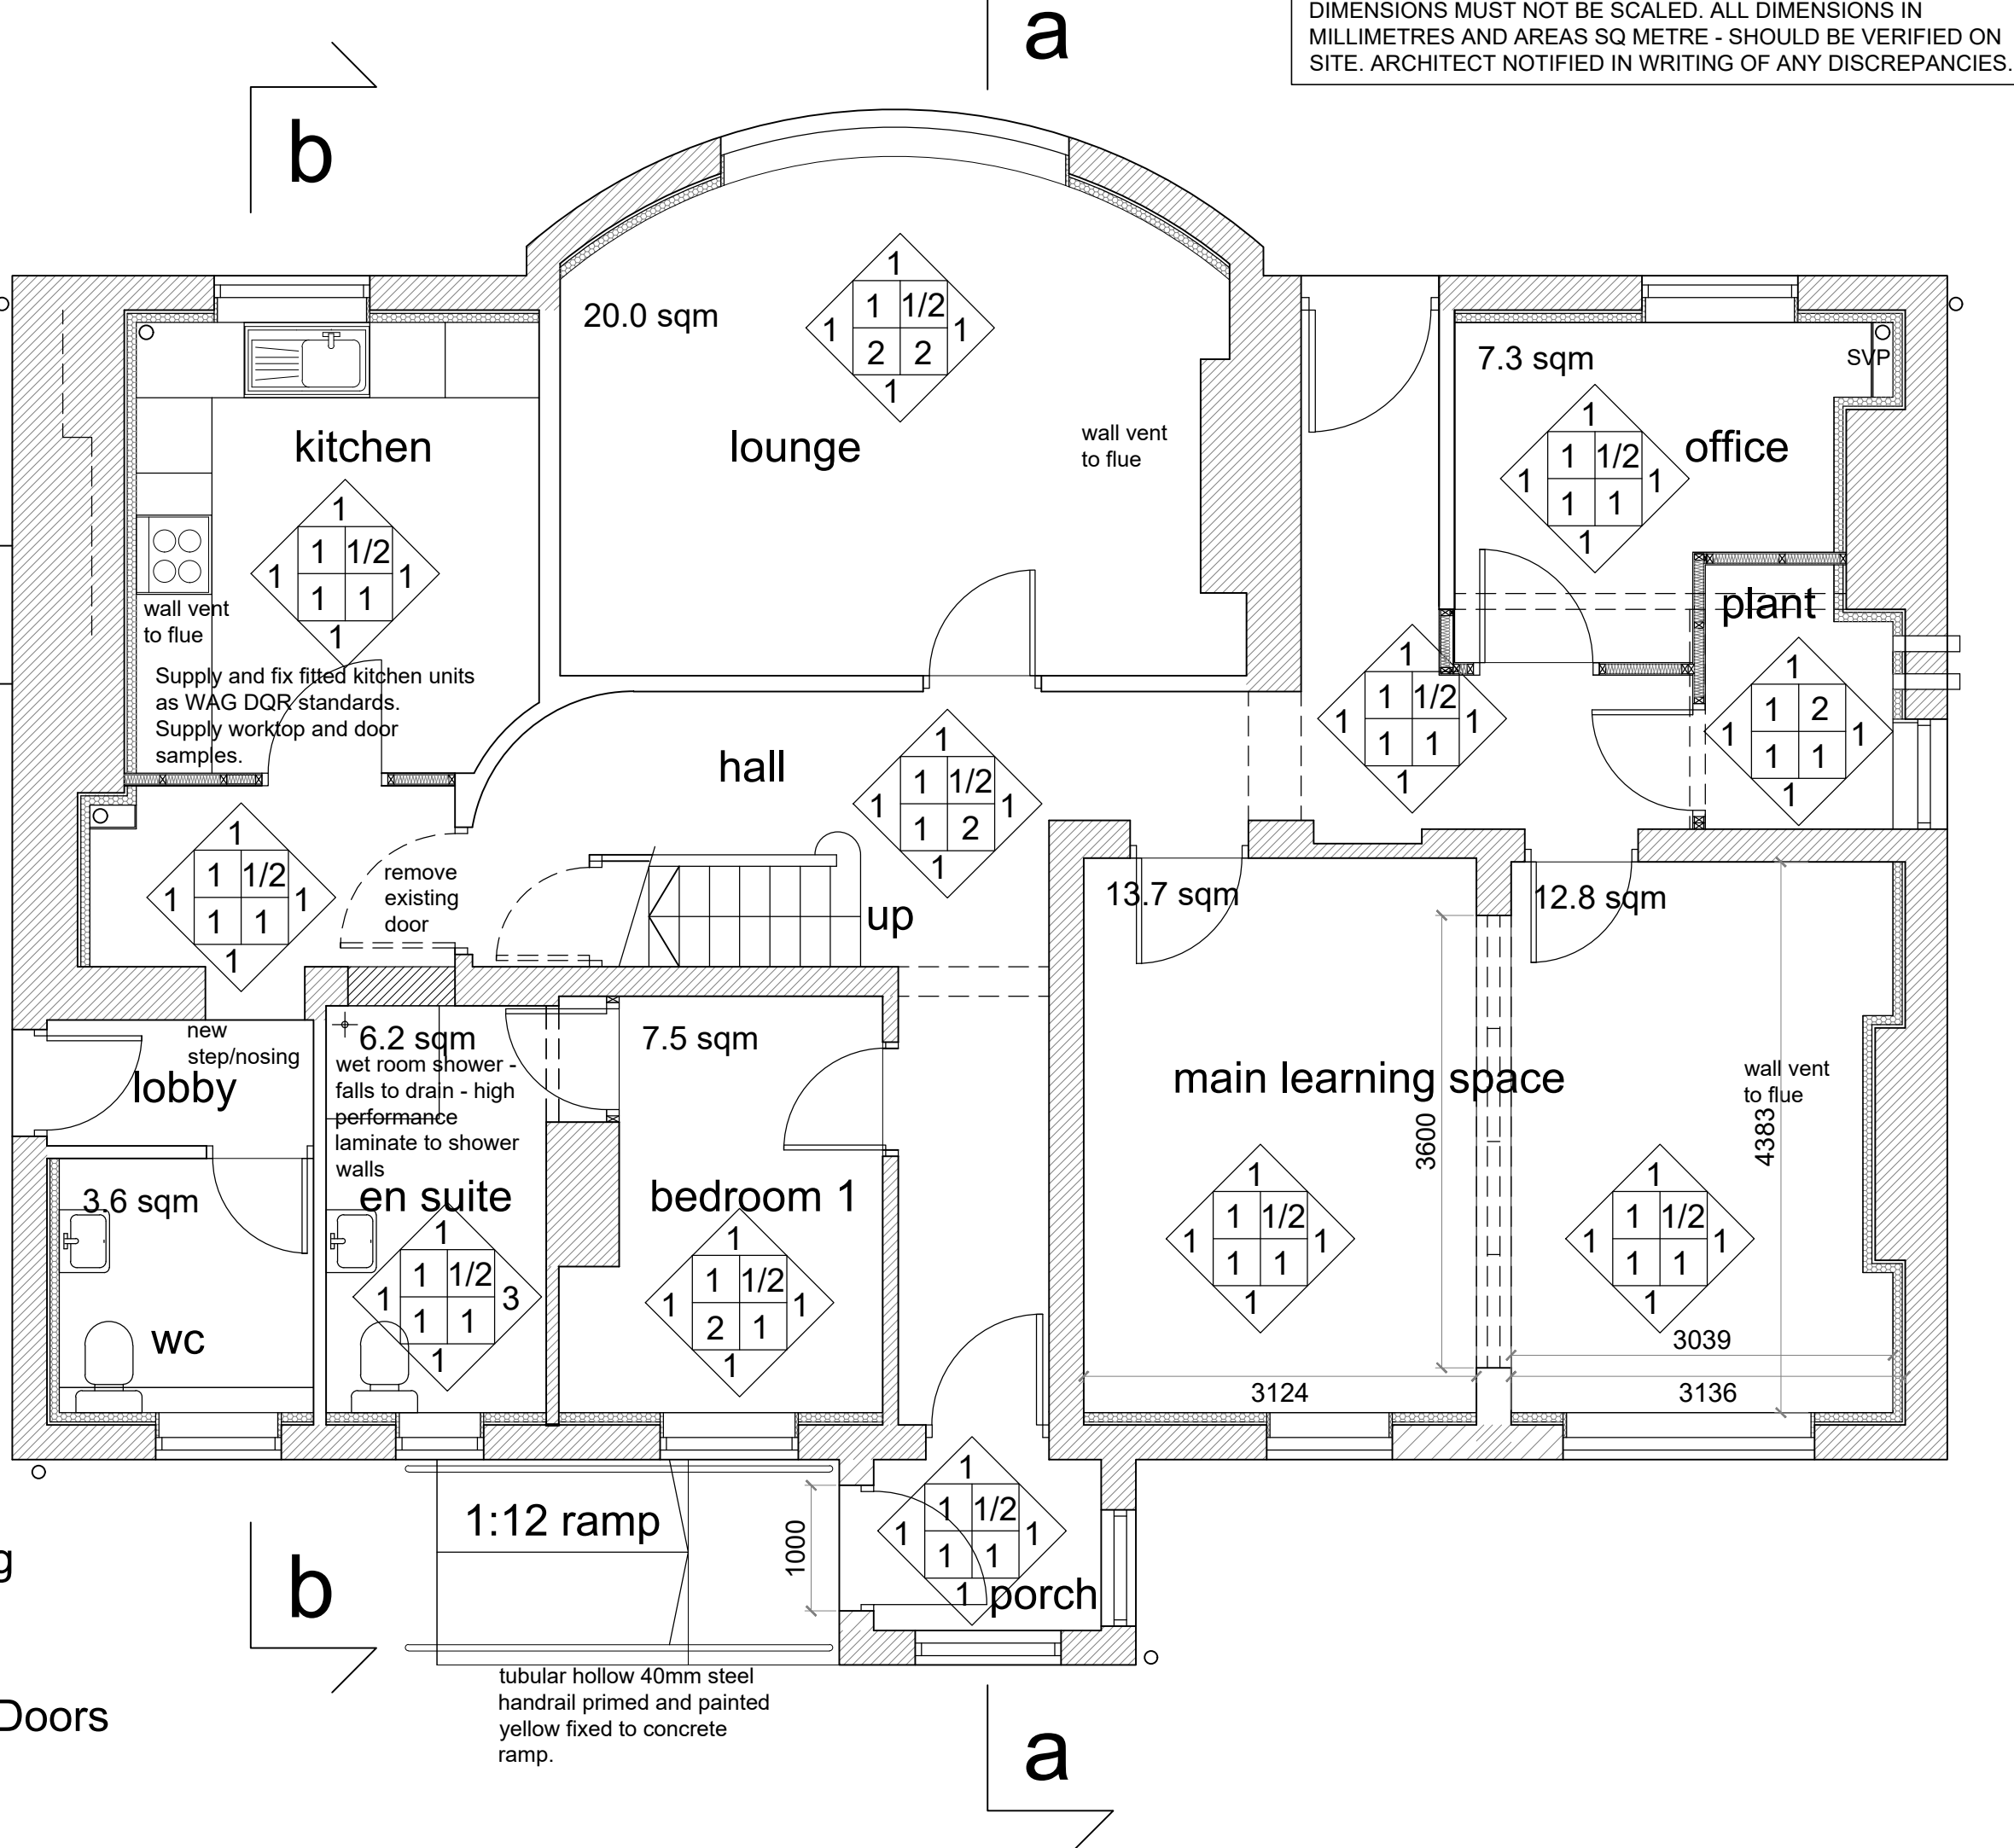 DIMENSIONS MUST NOT BE SCALED. ALL DIMENSIONS IN
MILLIMETRES AND AREAS SQ METRE - SHOULD BE VERIFIED ON
SITE. ARCHITECT NOTIFIED IN WRITING OF ANY DISCREPANCIES.
a
b
20.0 sqm
1
1 1/2
1 1
2 2
1
lounge
wall vent
to flue
7.3 sqm
SVP
office
1
1 1/2
1 1
1 1
1
kitchen
1
1 1/2
1 1
1 1
1
wall vent
to flue
Supply and fix fitted kitchen units
as WAG DQR standards.
Supply worktop and door
samples.
plant
1
1 2
1 1
1 1
1
1
1 1/2
1 1
1 1
1
hall
1
1 1/2
1 1
1 2
1
up
remove
existing
door
1
1 1/2
1 1
1 1
1
13.7 sqm
12.8 sqm
new
step/nosing
lobby
6.2 sqm
wet room shower -
falls to drain - high
performance
laminate to shower
walls
en suite
1
1 1/2
1 3
1 1
1
7.5 sqm
bedroom 1
1
1 1/2
1 1
2 1
1
main learning space
3600
wall vent
to flue
4383
1
1 1/2
1 1
1 1
1
1
1 1/2
1 1
1 1
1
3039
3124
3136
3.6 sqm
wc
1:12 ramp
1000
1
1 1/2
1 1
1 1
1
porch
g
b
tubular hollow 40mm steel
handrail primed and painted
yellow fixed to concrete
ramp.
Doors
a